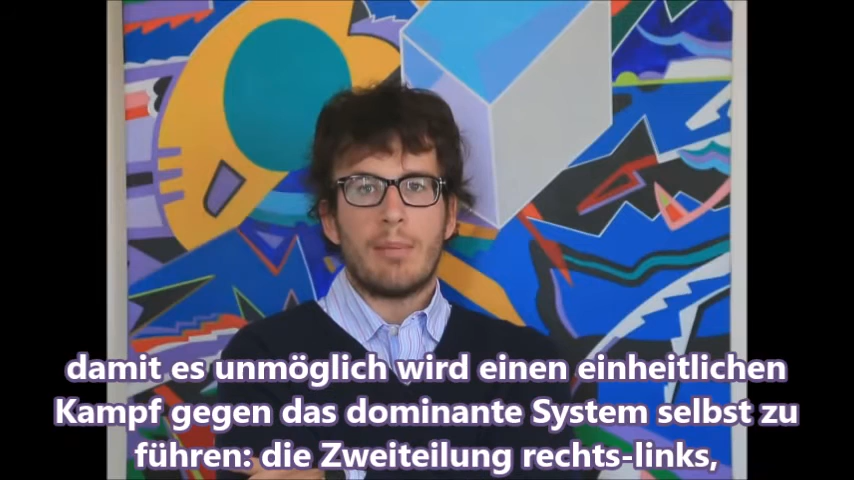 damit es unmöglich wird einen einheitlichen
Kampf gegen das dominante System selbst zu
führen: die Zweiteilung rechts-links,